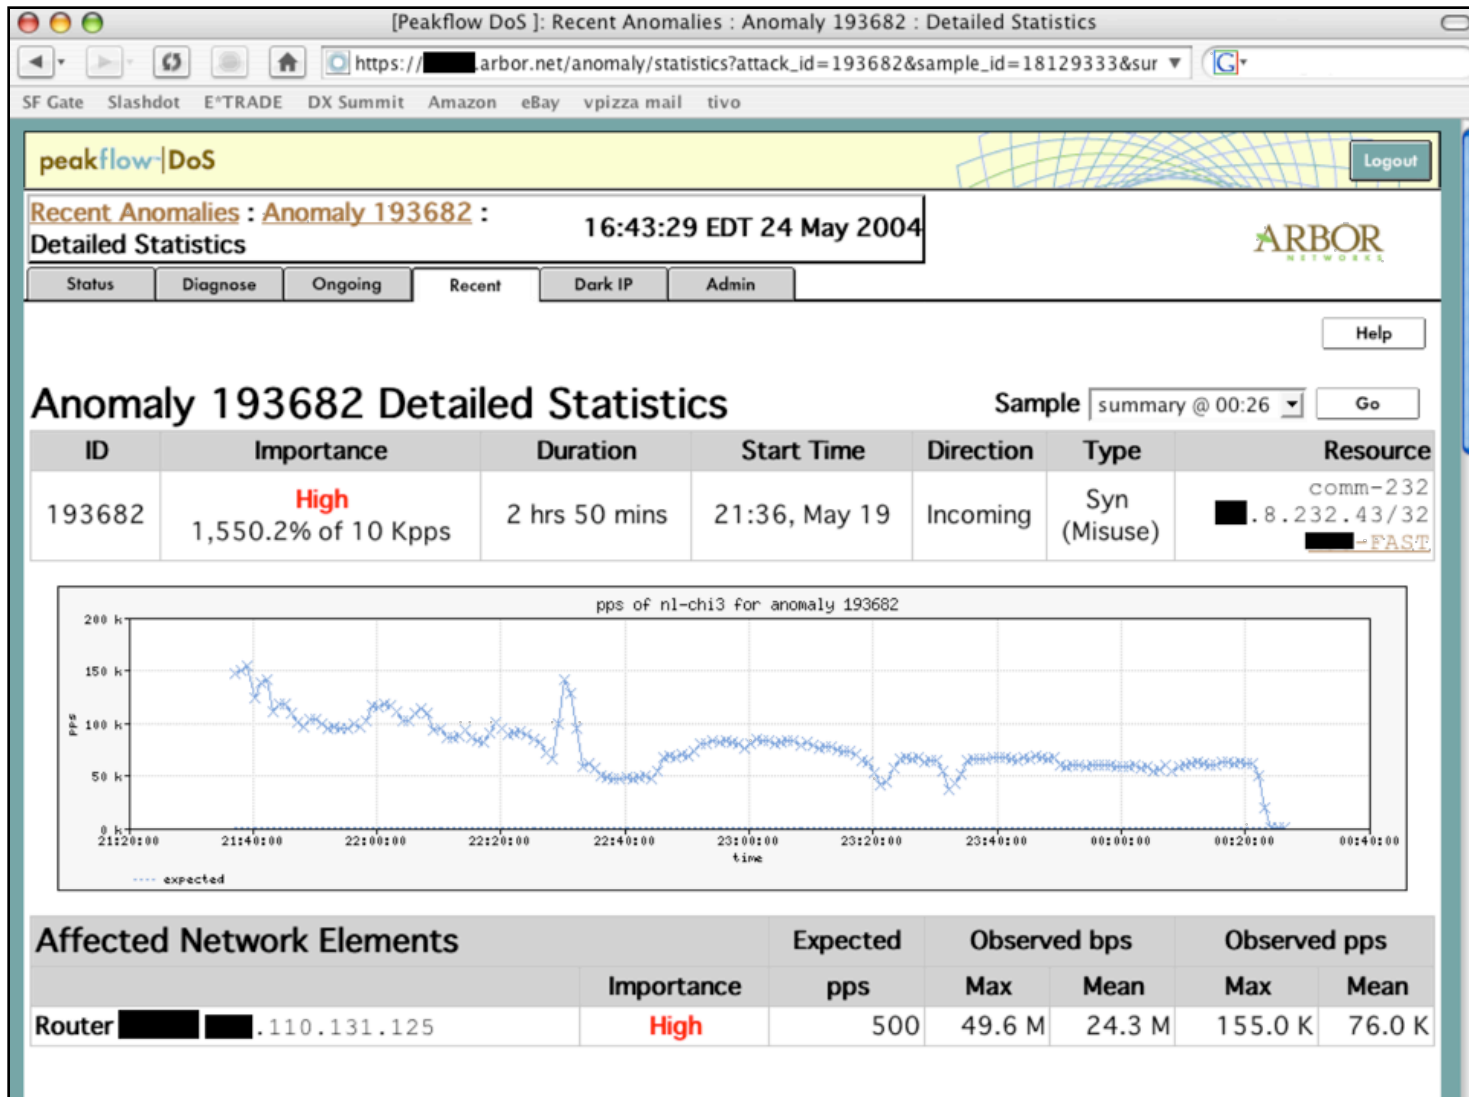 [Peakflow DoS ]: Recent Anomalies : Anomaly 193682 : Detailed Statistics
https:// .arbor.net/anomaly/statistics?attack_id=193682&sample_id=18129333&sur
G
SF Gate Slashdot E*TRADE DX Summit Amazon eBay vpizza mail tivo
peakflow DoS
Logout
Recent Anomalies : Anomaly 193682 :
Detailed Statistics
16:43:29 EDT 24 May 2004
ARBOR
NETWORKS
Status Diagnose Ongoing Recent Dark IP Admin
Help
Anomaly 193682 Detailed Statistics
Sample summary @ 00:26 Go
ID Importance Duration Start Time Direction Type Resource
193682 High 1,550.2% of 10 Kpps 2 hrs 50 mins 21:36, May 19 Incoming Syn (Misuse) comm-232 .8.232.43/32 -FAST
pps of nl-chi3 for anomaly 193682
200 k
150 k
100 k
50 k
0 k
pps
21:20:00 21:40:00 22:00:00 22:20:00 22:40:00 23:00:00 23:20:00 23:40:00 00:00:00 00:20:00 00:40:00
time
expected
Affected Network Elements Expected Observed bps Observed pps
Importance pps Max Mean Max Mean
Router .110.131.125 High 500 49.6 M 24.3 M 155.0 K 76.0 K